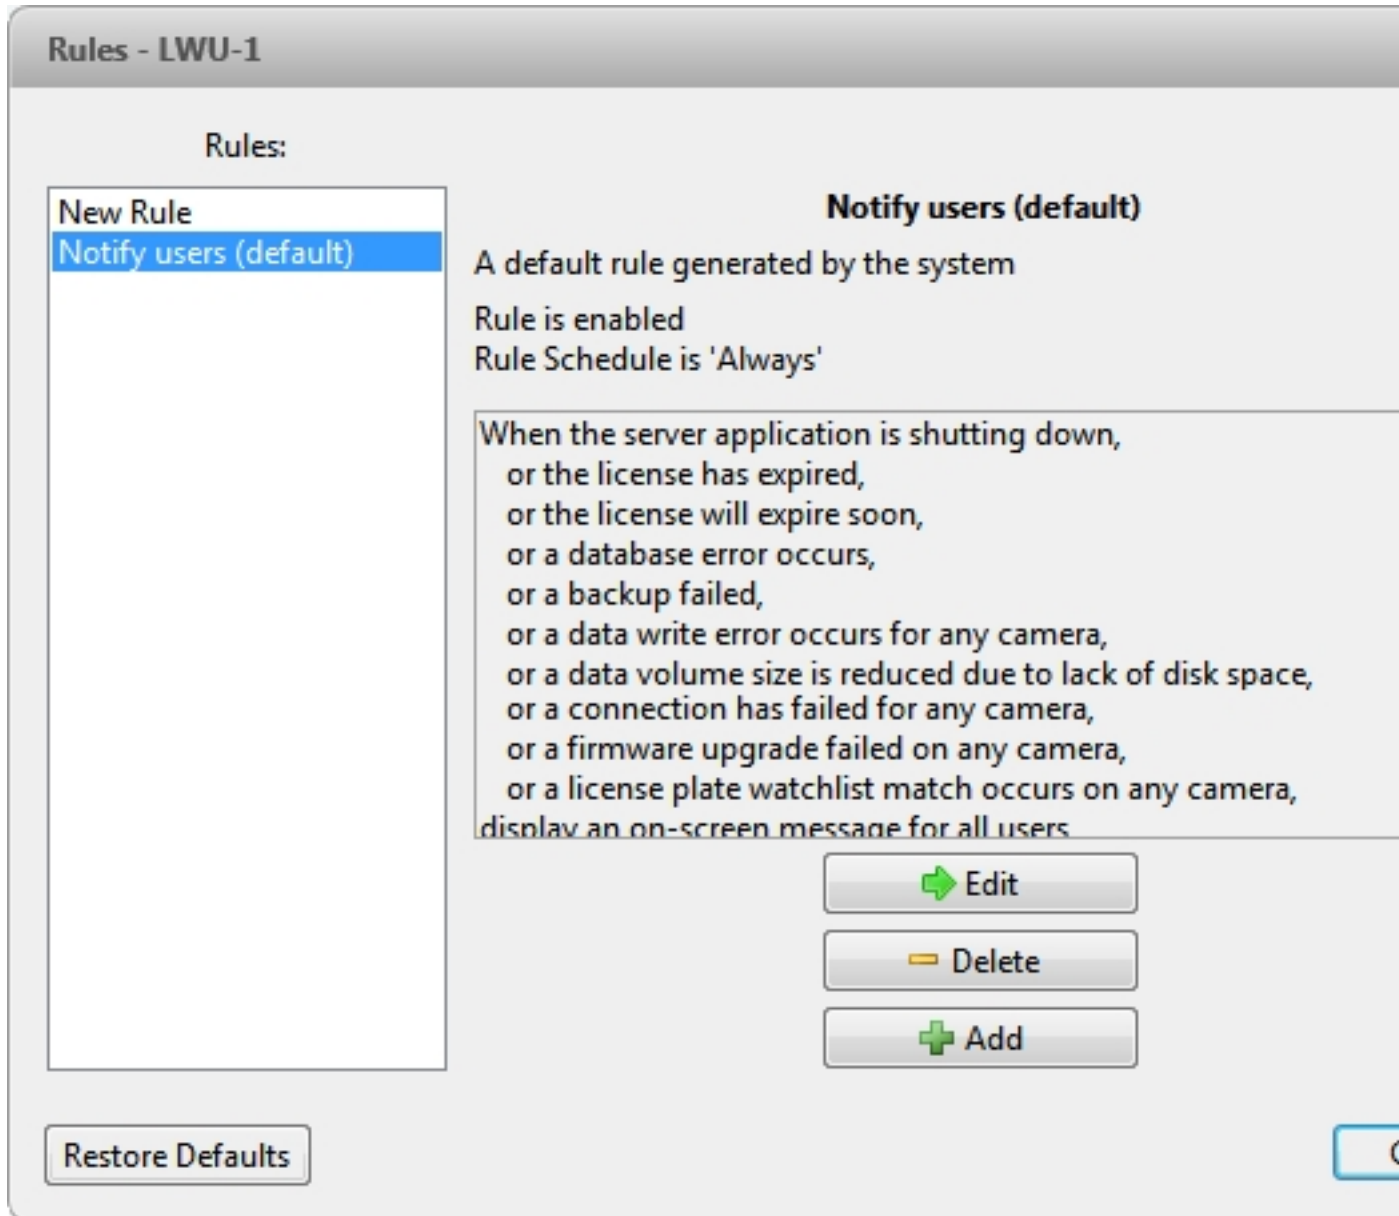 Rules - LWU-1
Rules:
New Rule
Notify users (default)
Notify users (default)
A default rule generated by the system
Rule is enabled
Rule Schedule is 'Always'
When the server application is shutting down,
or the license has expired,
or the license will expire soon,
or a database error occurs,
or a backup failed,
or a data write error occurs for any camera,
or a data volume size is reduced due to lack of disk space,
or a connection has failed for any camera,
or a firmware upgrade failed on any camera,
or a license plate watchlist match occurs on any camera,
display an on-screen message for all users
Edit
Delete
Add
Restore Defaults